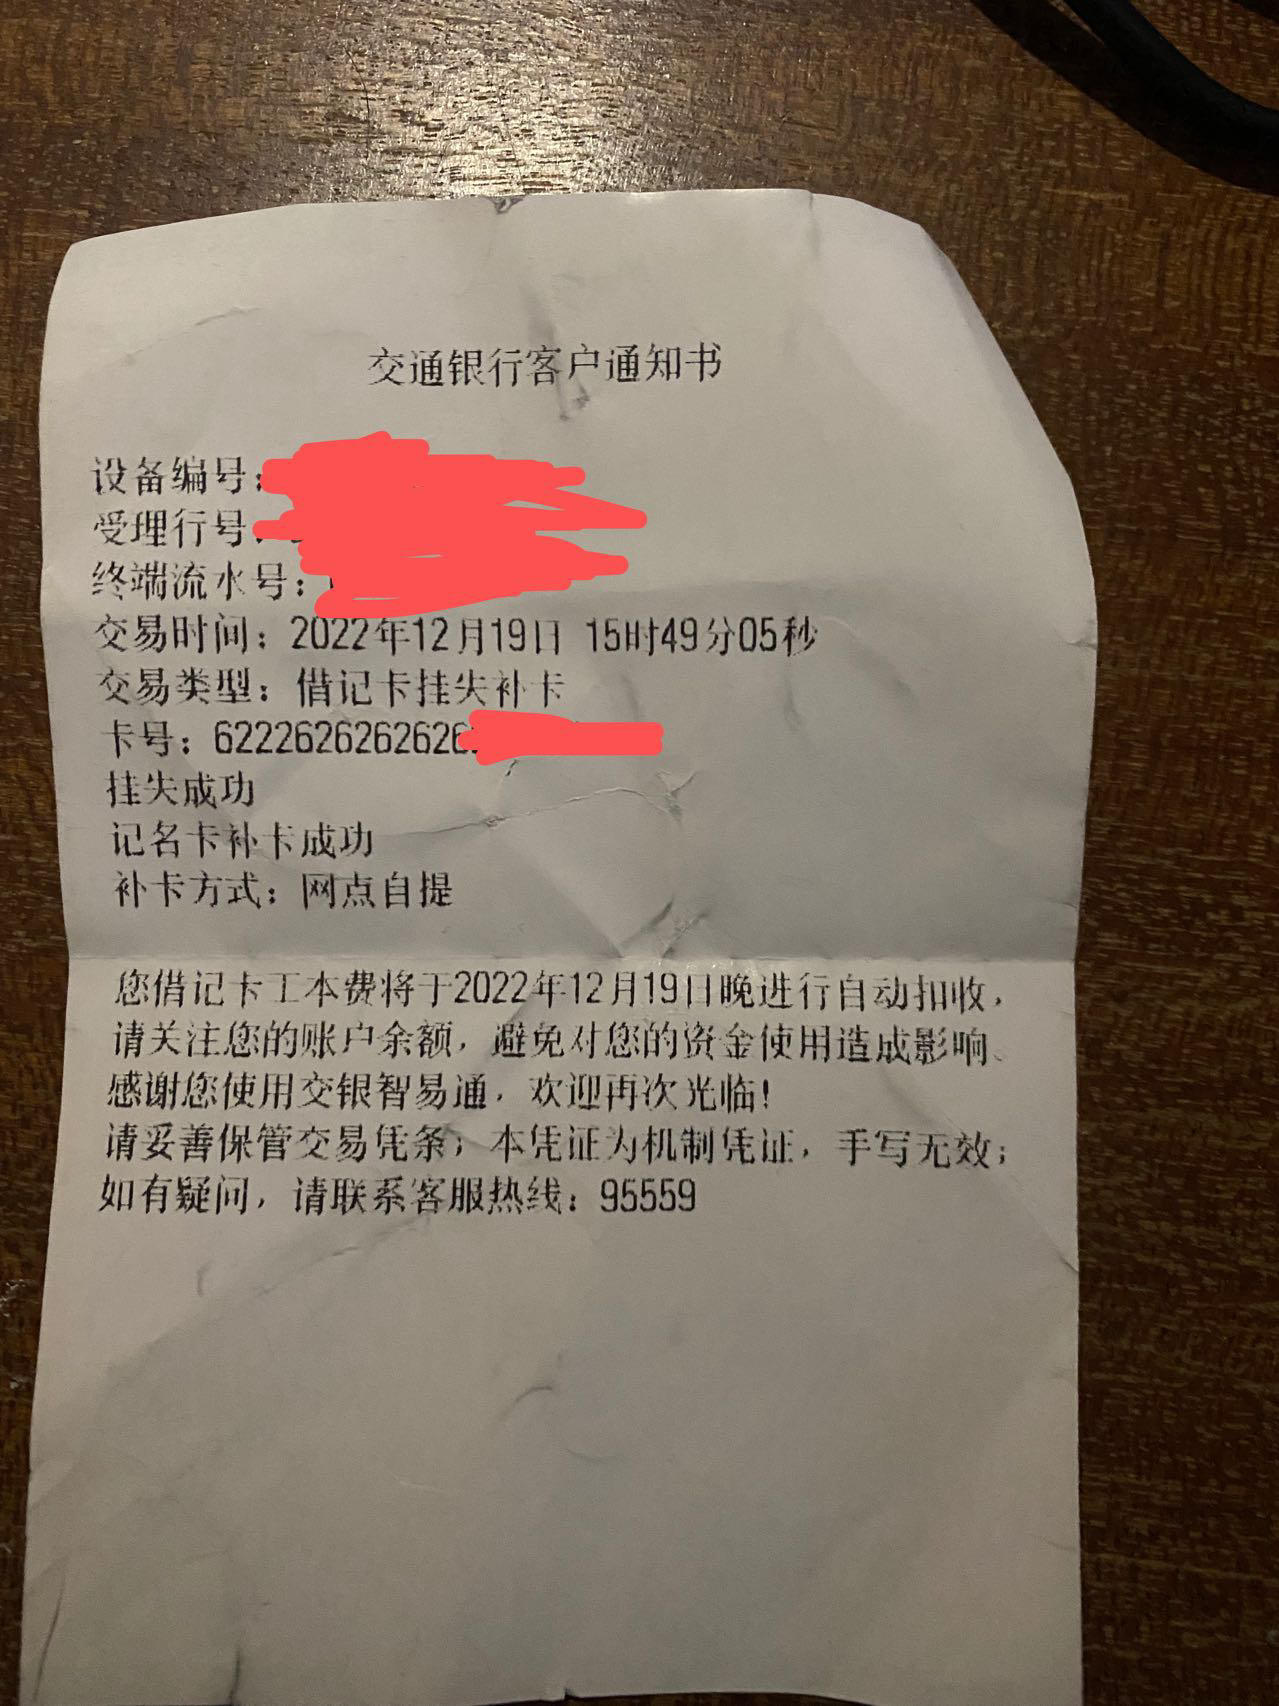 交通银行客户通知书
设备编号：
受理行号：
终端流水号：
交易时间：2022年12月19日 15时49分05秒
交易类型：借记卡挂失补卡
卡号：622262626262
挂失成功
记名卡补卡成功
补卡方式：网点自提
您借记卡工本费将于2022年12月19日晚进行自动扣收，
请关注您的账户余额，避免对您的资金使用造成影响、
感谢您使用交银智易通，欢迎再次光临！
请妥善保管交易凭条；本凭证为机制凭证，手写无效；
如有疑问，请联系客服热线：95559